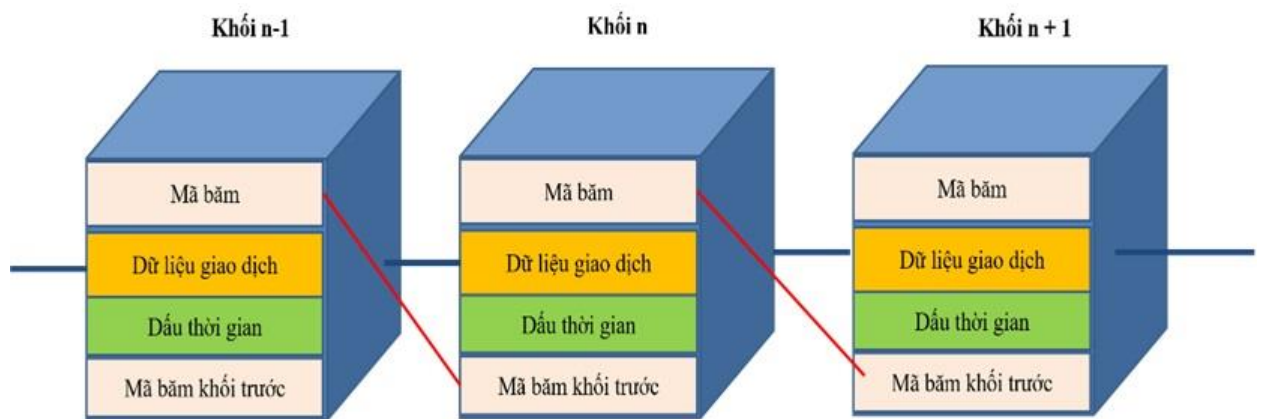 Khối n-1
Khối n
Khối n + 1
Mã băm
Dữ liệu giao dịch
Dấu thời gian
Mã băm khối trước
Mã băm
Dữ liệu giao dịch
Dấu thời gian
Mã băm khối trước
Mã băm
Dữ liệu giao dịch
Dấu thời gian
Mã băm khối trước